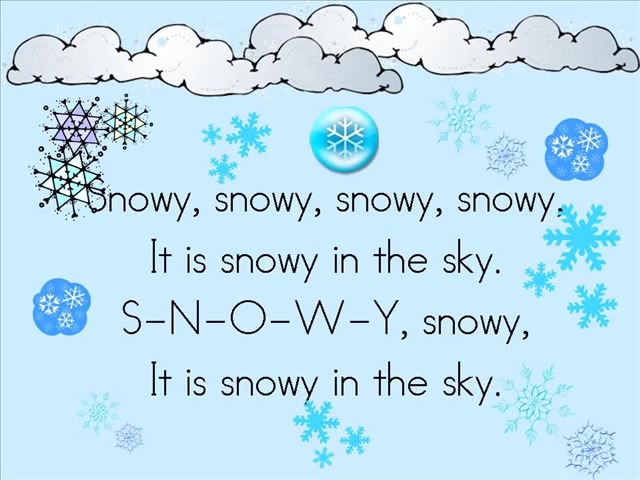 Snowy, snowy, snowy, snowy,
It is snowy in the sky.
S-N-O-W-Y, snowy,
It is snowy in the sky.